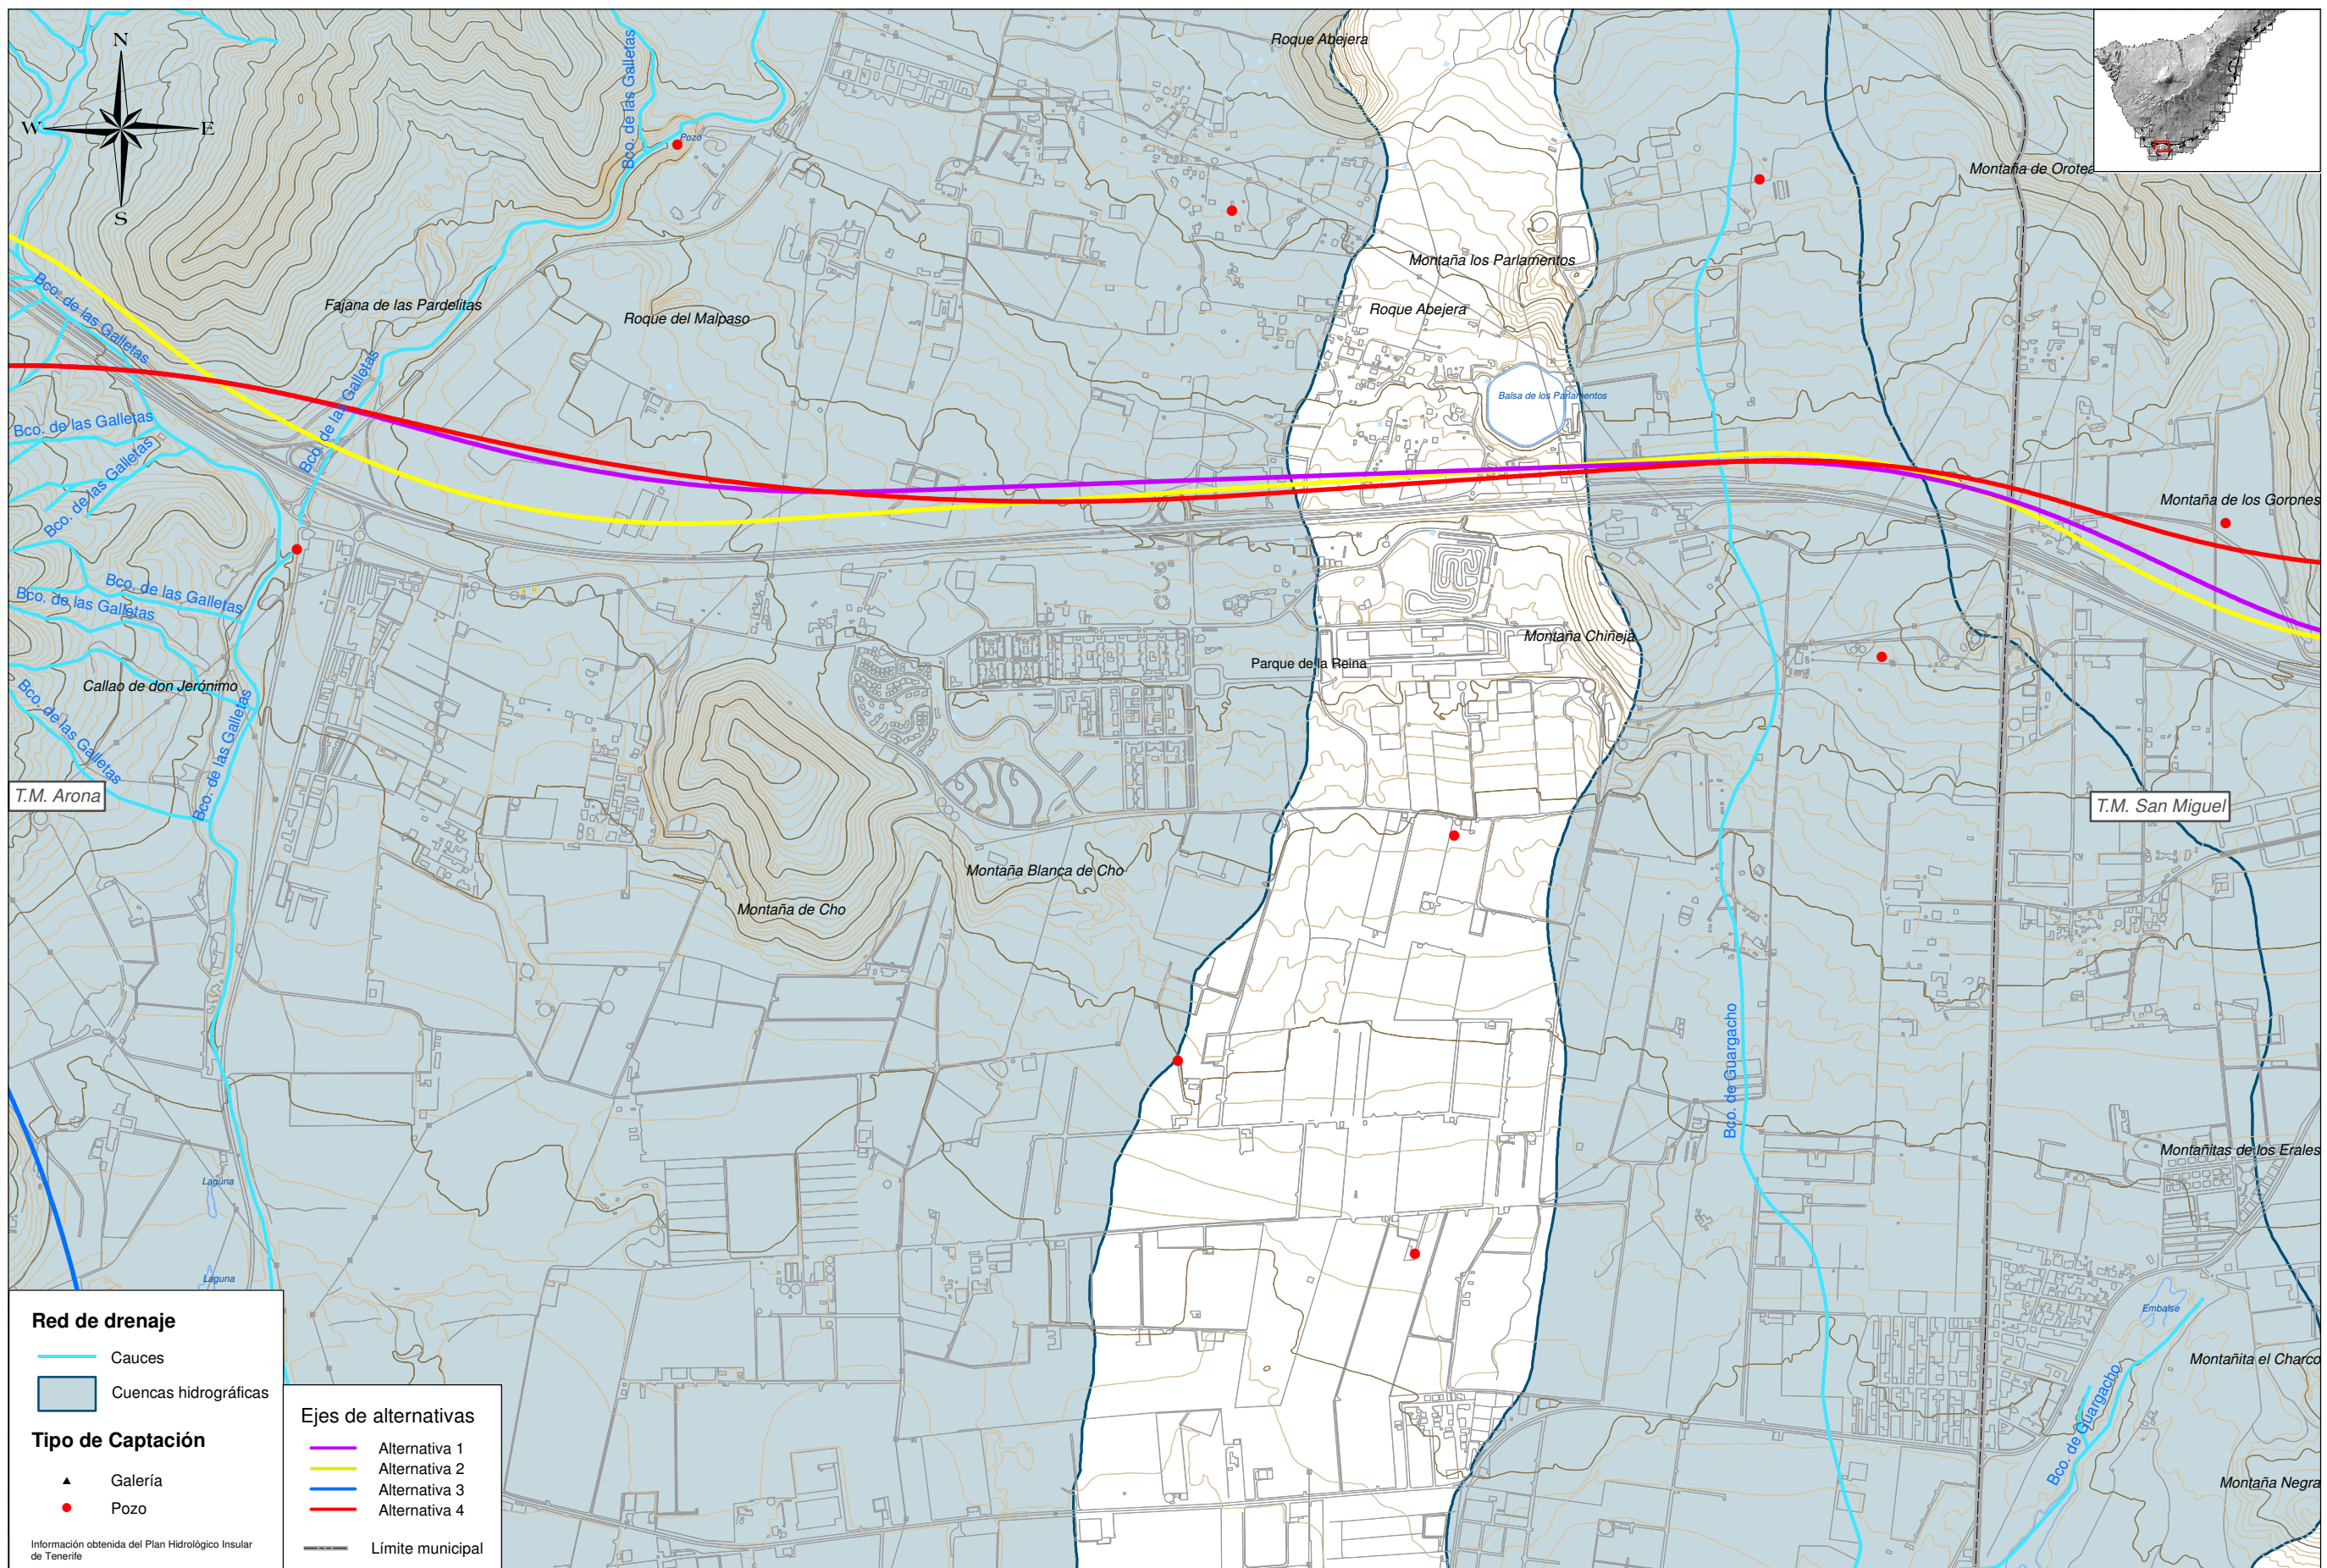 N
W
E
S
Bco. de las Galletas
Pozo
Roque Abejera
Montaña de Orotea
Montaña los Parlamentos
Bco. de las Galletas
Fajana de las Pardelitas
Roque del Malpaso
Roque Abejera
Bco. de las Galletas
Balsa de los Parlamentos
Bco. de las Galletas
Bco. de las Galletas
Montaña de los Gorones
Bco. de las Galletas
Bco. de las Galletas
Montaña Chiñeja
Parque de la Reina
Callao de don Jerónimo
Bco. de las Galletas
Bco. de las Galletas
T.M. Arona
T.M. San Miguel
Montaña Blanca de Cho
Montaña de Cho
Bco. de Guargacho
Montañitas de los Erales
Laguna
Laguna
Embalse
Montañita el Charco
Bco. de Guargacho
Montaña Negra
Red de drenaje
Cauces
Cuencas hidrográficas
Tipo de Captación
Galería
Pozo
Información obtenida del Plan Hidrológico Insular
de Tenerife
Ejes de alternativas
Alternativa 1
Alternativa 2
Alternativa 3
Alternativa 4
Límite municipal